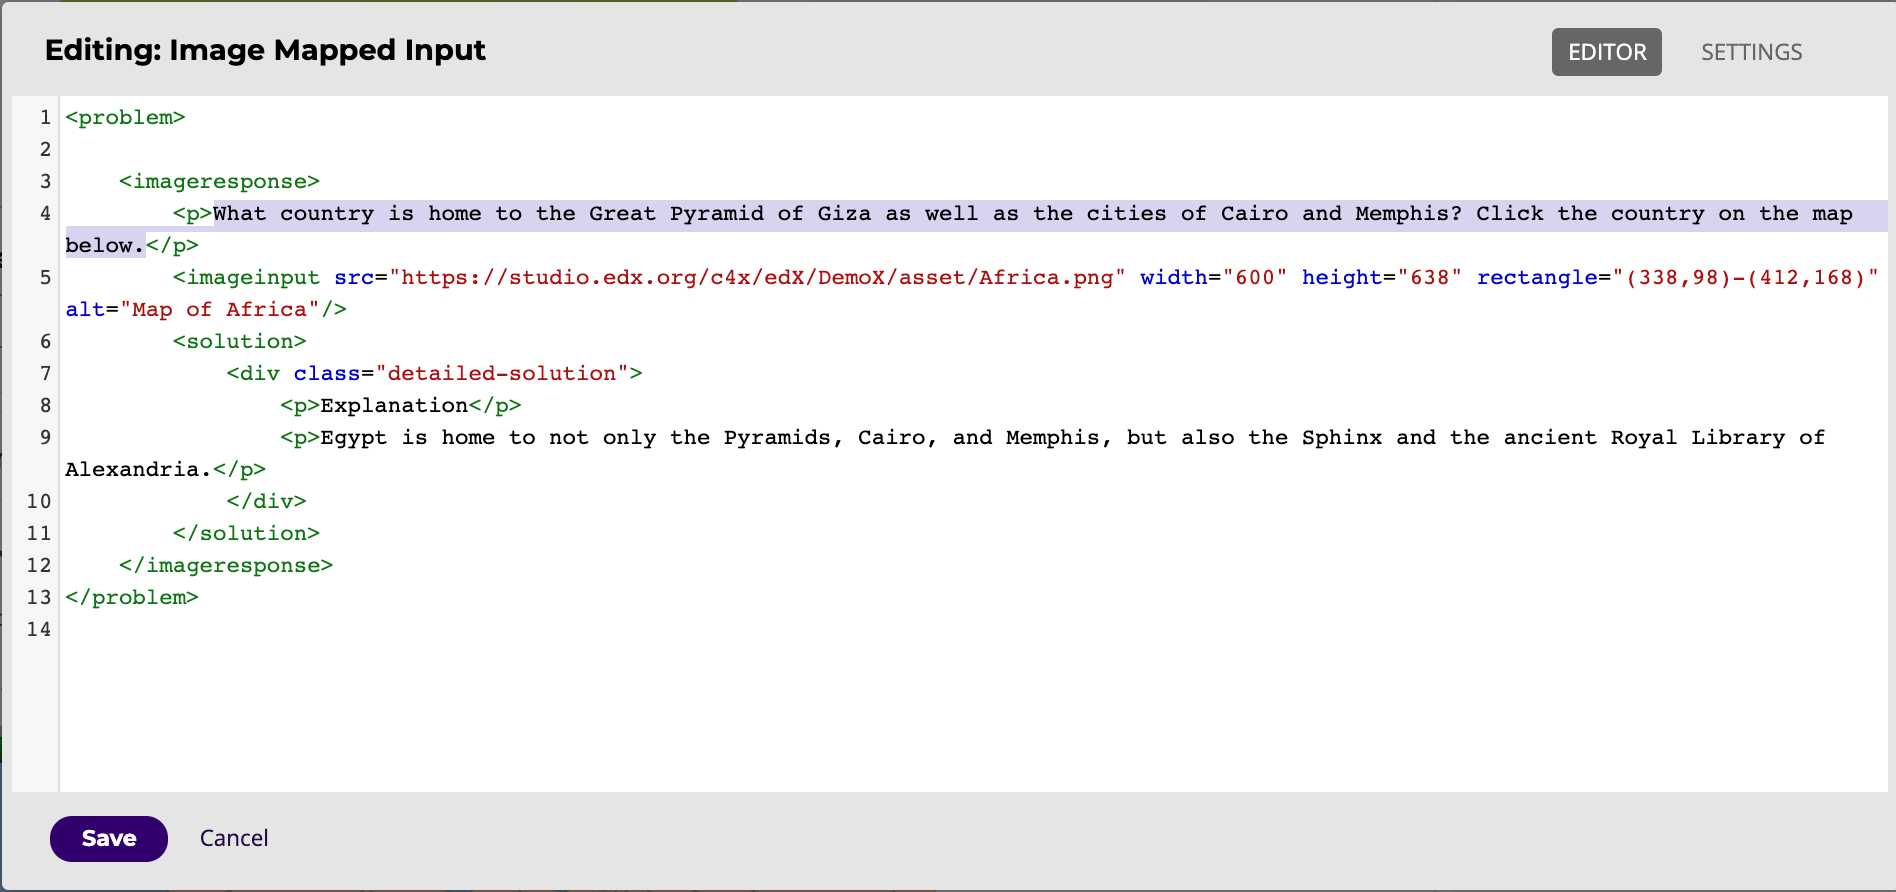 Editing: Image Mapped Input
EDITOR
SETTINGS
1 <problem>
2
3 <imageresponse>
4 <p>What country is home to the Great Pyramid of Giza as well as the cities of Cairo and Memphis? Click the country on the map
below.</p>
5 <imageinput src="https://studio.edx.org/c4x/edX/DemoX/asset/Africa.png" width="600" height="638" rectangle="(338,98)-(412,168)"
alt="Map of Africa"/>
6 <solution>
7 <div class="detailed-solution">
8 <p>Explanation</p>
9 <p>Egypt is home to not only the Pyramids, Cairo, and Memphis, but also the Sphinx and the ancient Royal Library of
Alexandria.</p>
10 </div>
11 </solution>
12 </imageresponse>
13 </problem>
14
Save
Cancel